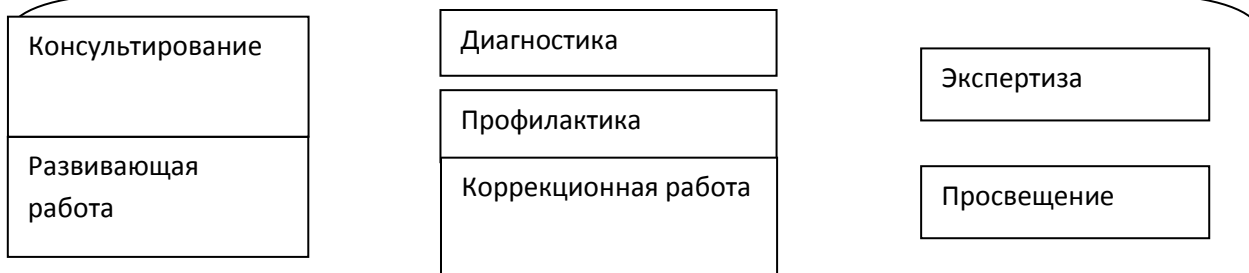 Консультирование
Развивающая
работа
Диагностика
Профилактика
Коррекционная работа
Экспертиза
Просвещение